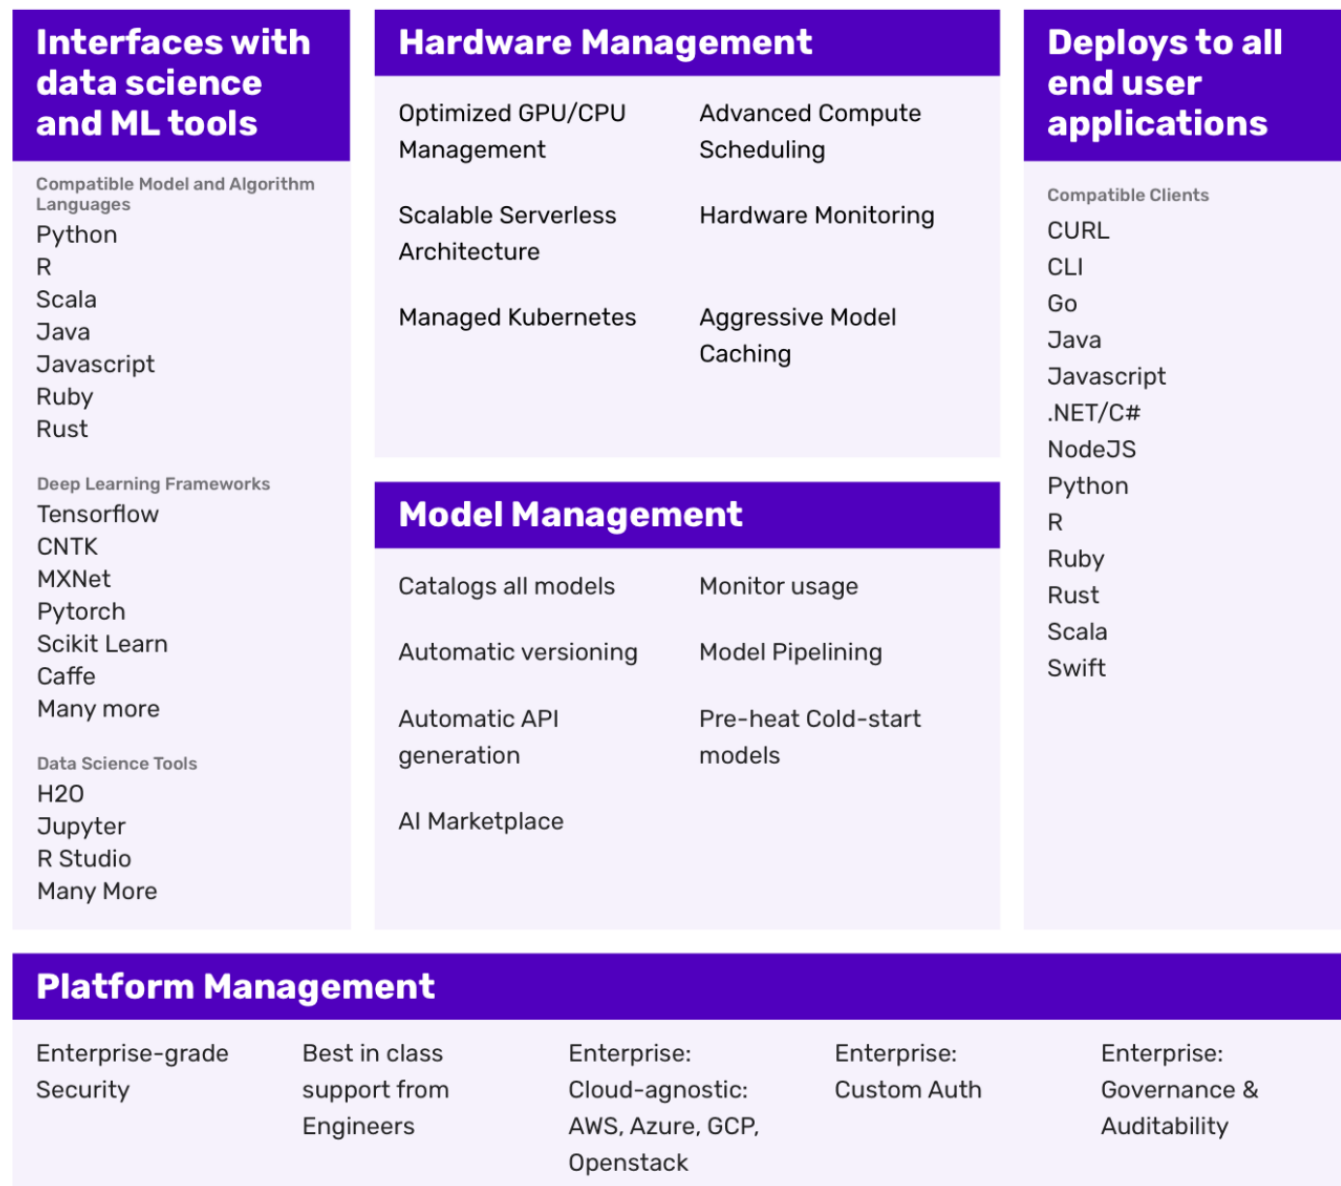 Interfaces with
data science
and ML tools
Compatible Model and Algorithm
Languages
Python
R
Scala
Java
Javascript
Ruby
Rust
Deep Learning Frameworks
Tensorflow
CNTK
MXNet
Pytorch
Scikit Learn
Caffe
Many more
Data Science Tools
H2O
Jupyter
R Studio
Many More
Hardware Management
Optimized GPU/CPU
Management
Advanced Compute
Scheduling
Scalable Serverless
Architecture
Hardware Monitoring
Managed Kubernetes
Aggressive Model
Caching
Model Management
Catalogs all models
Monitor usage
Automatic versioning
Model Pipelining
Automatic API
generation
Pre-heat Cold-start
models
AI Marketplace
Deploys to all
end user
applications
Compatible Clients
CURL
CLI
Go
Java
Javascript
.NET/C#
NodeJS
Python
R
Ruby
Rust
Scala
Swift
Platform Management
Enterprise-grade
Security
Best in class
support from
Engineers
Enterprise:
Cloud-agnostic:
AWS, Azure, GCP,
Openstack
Enterprise:
Custom Auth
Enterprise:
Governance &
Auditability